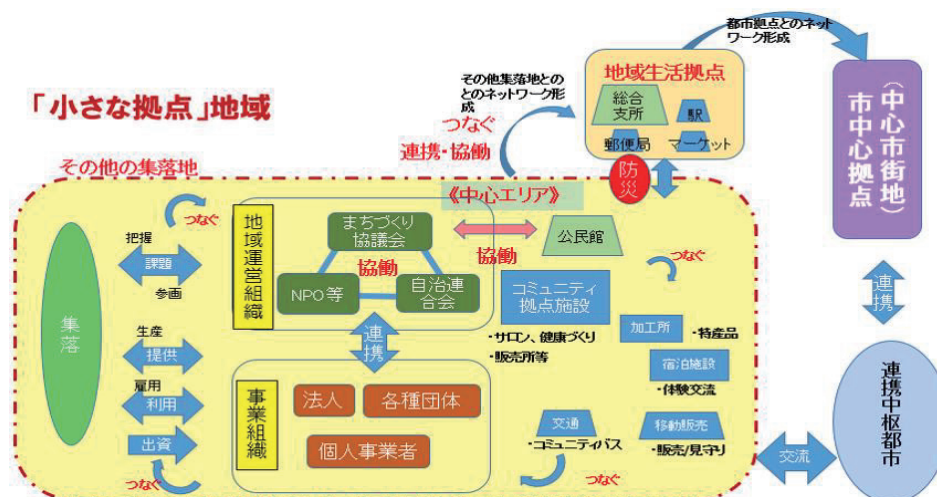 都市拠点とのネット
ワーク形成
「小さな拠点」地域
その他集落地との
とのネットワーク形
成
つなぐ
連携・協働
地域生活拠点
総合
支所
駅
郵便局
マーケット
防災
市中心拠点
(中心市街地)
その他の集落地
《中心エリア》
つなぐ
地域運営組織
まちづくり
協議会
協働
NPO等
自治連
合会
協働
公民館
つなぐ
把握
課題
参画
集落
コミュニティ
拠点施設
・サロン、健康づくり
・販売所等
加工所
・特産品
宿泊施設
・体験交流
連携
生産
提供
雇用
利用
出資
つなぐ
連携
事業組織
法人
各種団体
個人事業者
交通
・コミュニティバス
移動販売
・販売/見守り
つなぐ
交流
連携中枢都市